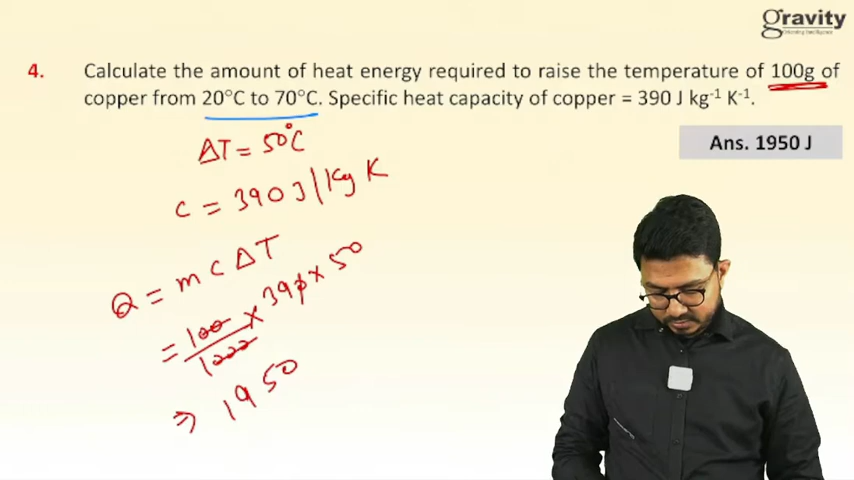 gravity
4. Calculate the amount of heat energy required to raise the temperature of 100g of
copper from 20°C to 70°C. Specific heat capacity of copper = 390 J kg⁻¹ K⁻¹.
Ans. 1950 J
ΔT = 50°C
c = 390 J/kg K
Q = m c ΔT
= 100/1000 × 390 × 50
⇒ 1950